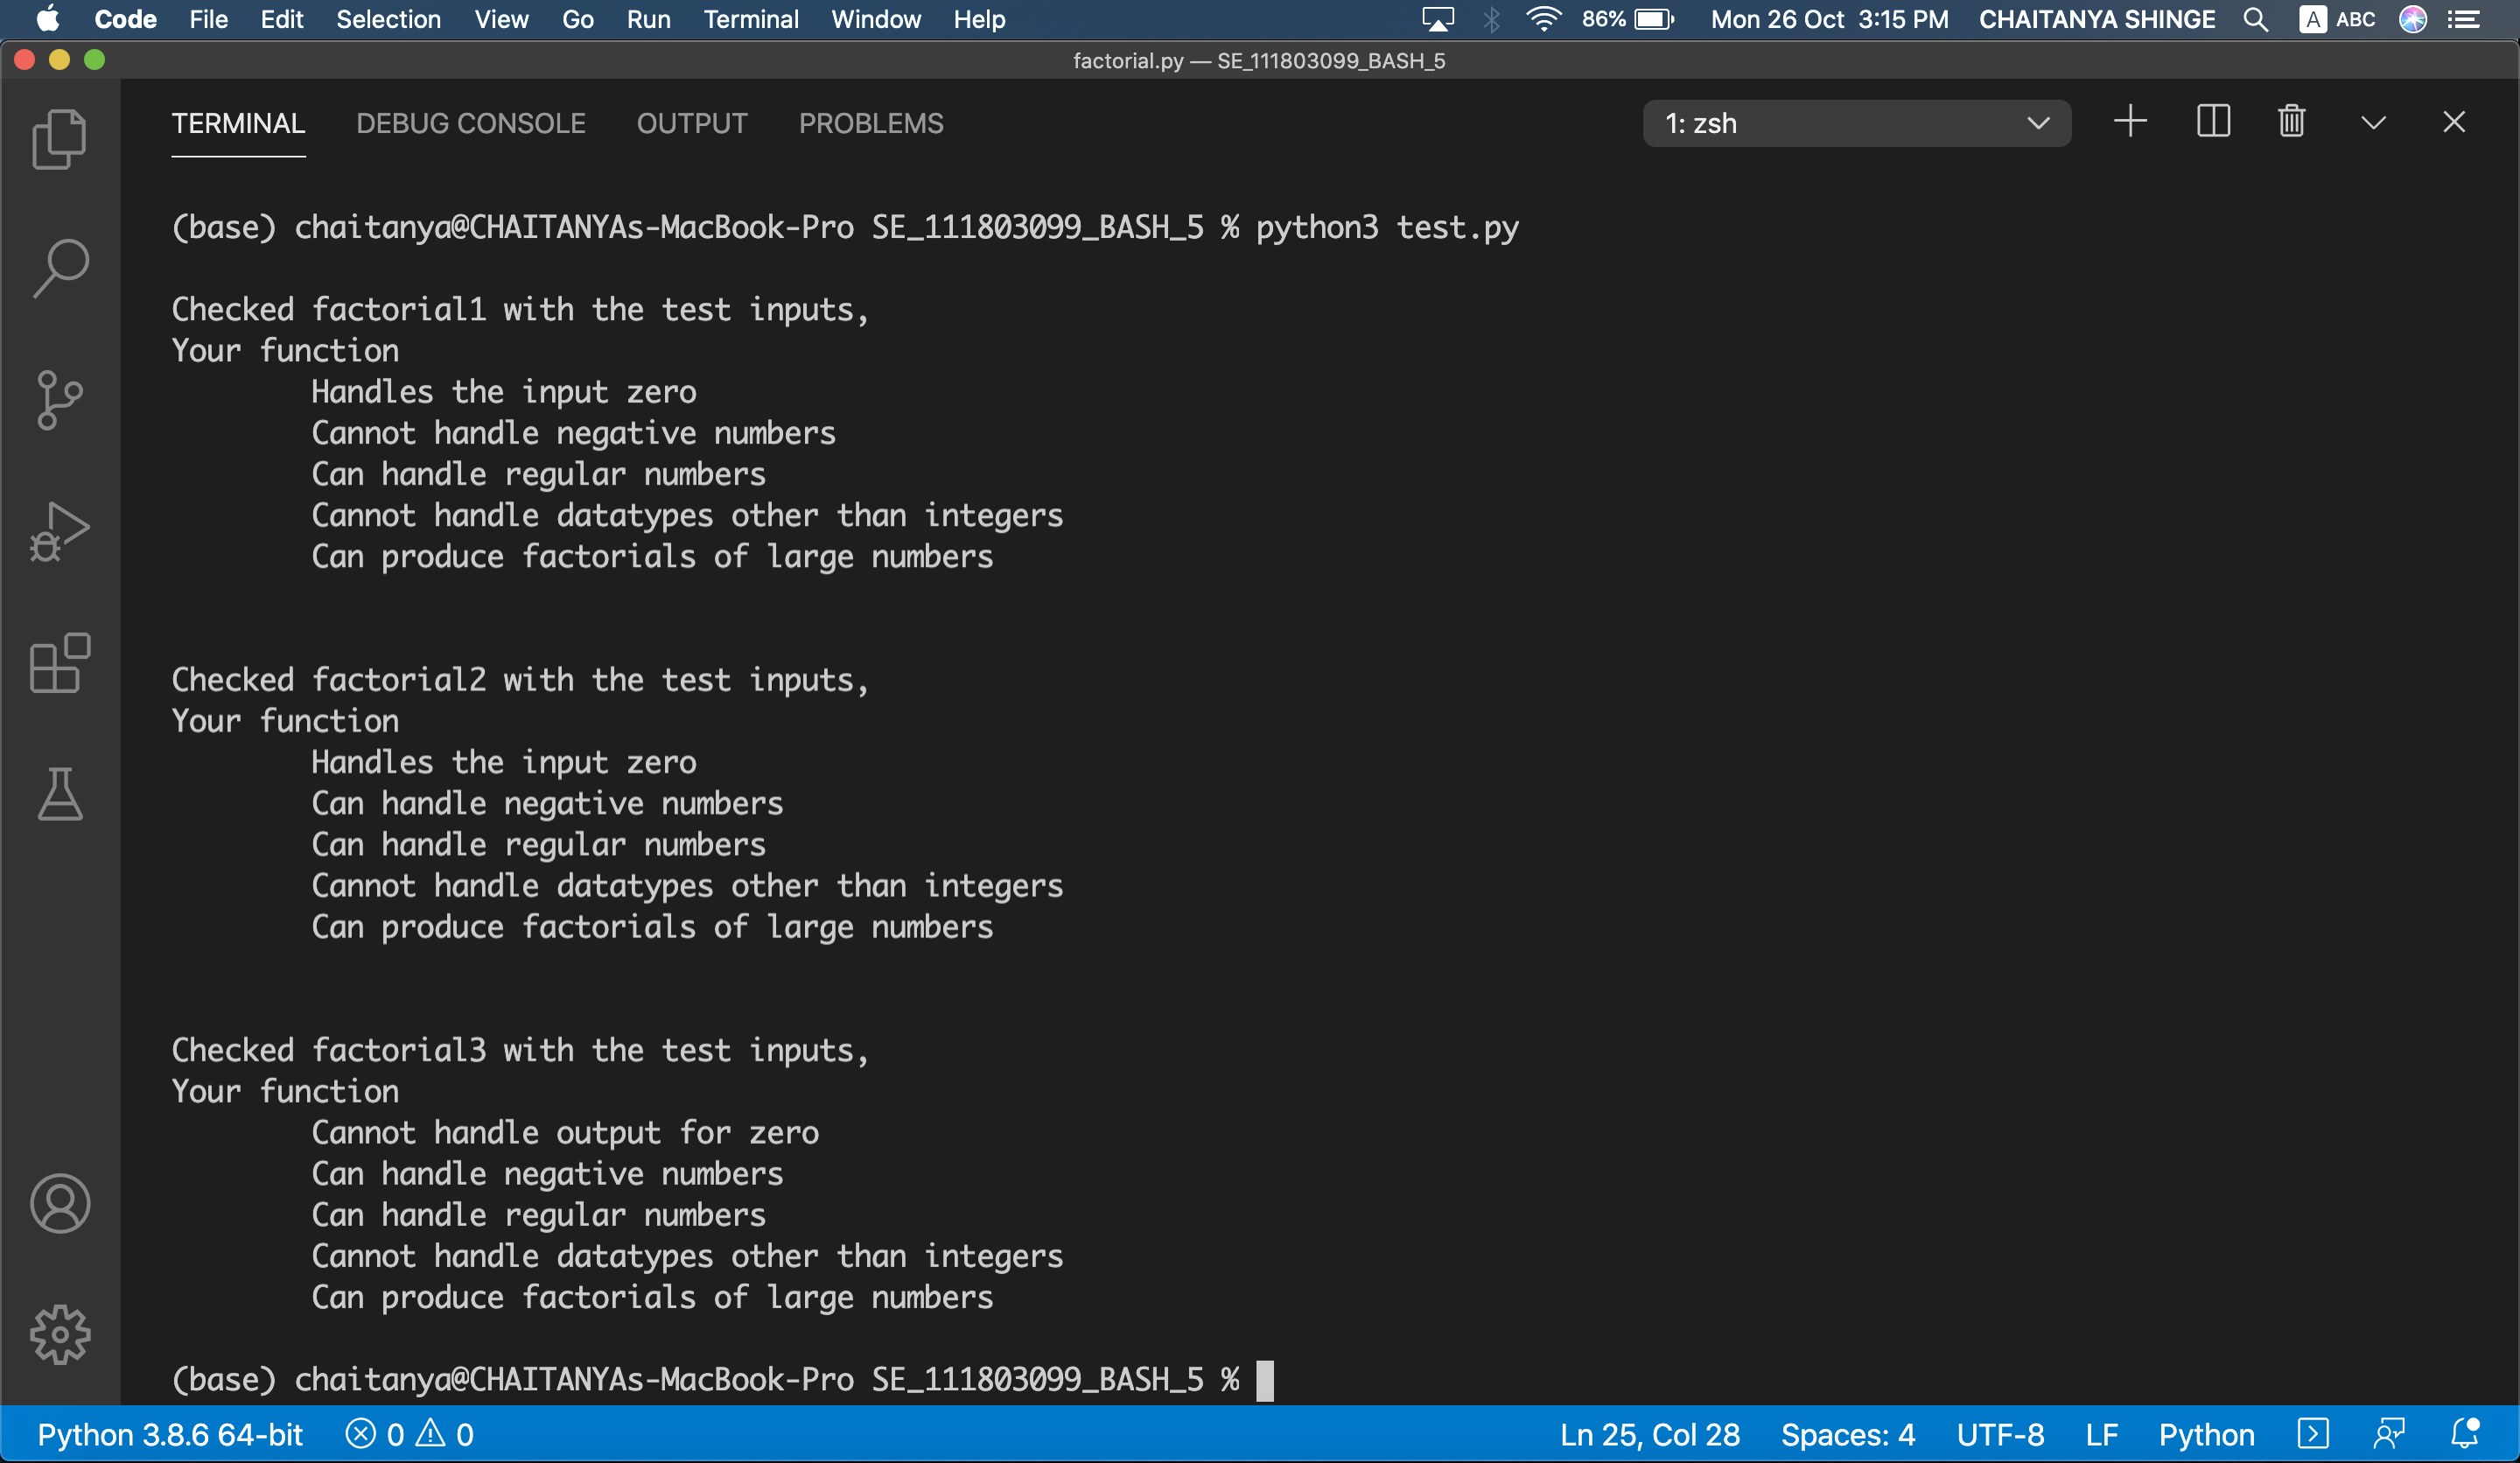 Code File Edit Selection View Go Run Terminal Window Help 86% Mon 26 Oct 3:15 PM CHAITANYA SHINGE A ABC
factorial.py — SE_111803099_BASH_5
TERMINAL DEBUG CONSOLE OUTPUT PROBLEMS 1: zsh
(base) chaitanya@CHAITANYAs-MacBook-Pro SE_111803099_BASH_5 % python3 test.py
Checked factorial1 with the test inputs,
Your function
Handles the input zero
Cannot handle negative numbers
Can handle regular numbers
Cannot handle datatypes other than integers
Can produce factorials of large numbers
Checked factorial2 with the test inputs,
Your function
Handles the input zero
Can handle negative numbers
Can handle regular numbers
Cannot handle datatypes other than integers
Can produce factorials of large numbers
Checked factorial3 with the test inputs,
Your function
Cannot handle output for zero
Can handle negative numbers
Can handle regular numbers
Cannot handle datatypes other than integers
Can produce factorials of large numbers
(base) chaitanya@CHAITANYAs-MacBook-Pro SE_111803099_BASH_5 %
Python 3.8.6 64-bit 0 0 Ln 25, Col 28 Spaces: 4 UTF-8 LF Python